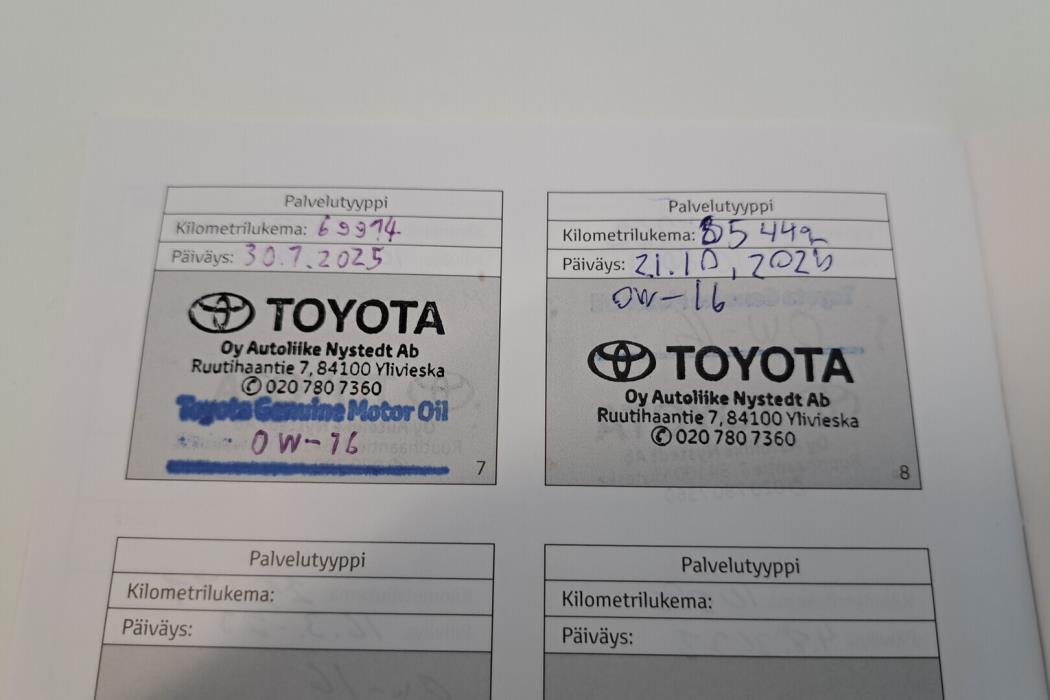 Palvelutyyppi
Kilometrilukema: 69974
Päiväys: 30.7.2025
TOYOTA
Oy Autoliike Nystedt Ab
Ruutihaantie 7, 84100 Ylivieska
✆ 020 780 7360
Toyota Genuine Motor Oil
0W-16
7
Palvelutyyppi
Kilometrilukema:
Päiväys: 21.10,2025
0W-16
TOYOTA
Oy Autoliike Nystedt Ab
Ruutihaantie 7, 84100 Ylivieska
✆ 020 780 7360
8
Palvelutyyppi
Kilometrilukema:
Päiväys:
Palvelutyyppi
Kilometrilukema:
Päiväys: